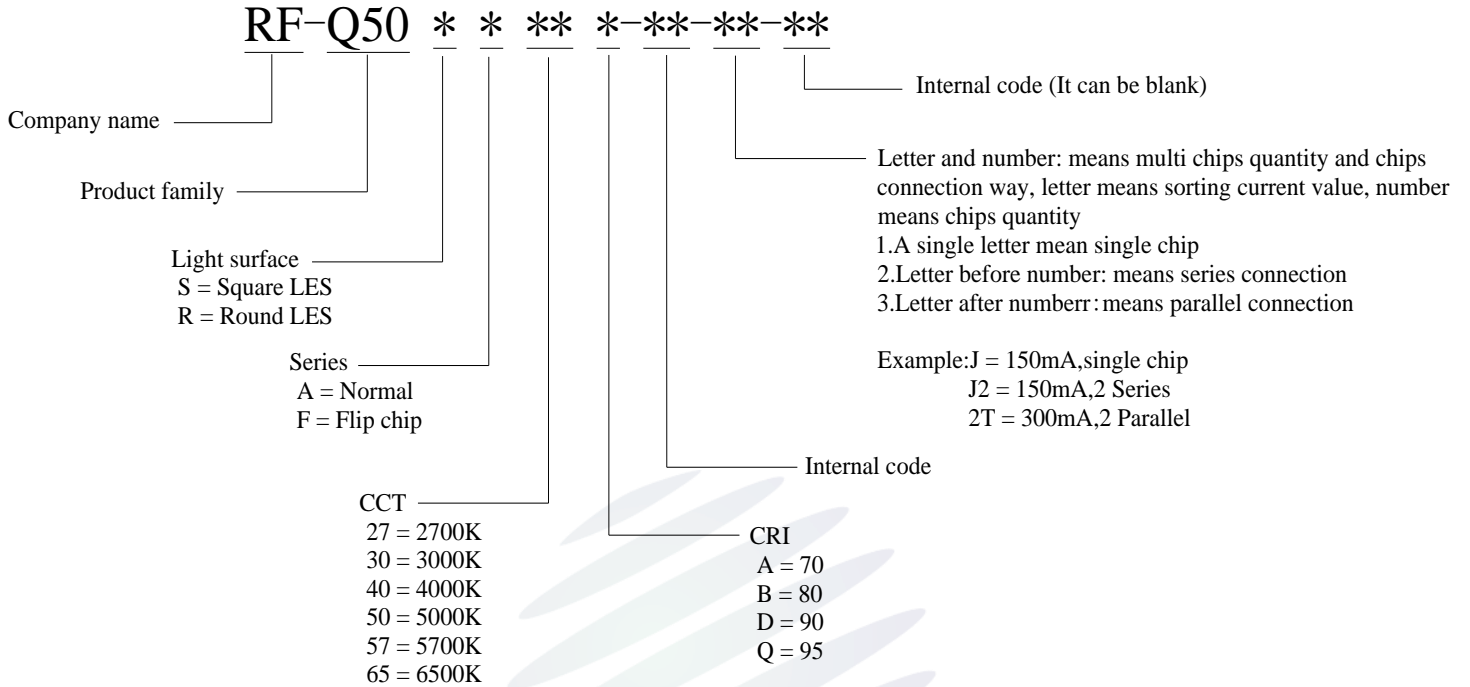 RF-Q50 * * ** *-**-**-**
Internal code (It can be blank)
Company name
Letter and number: means multi chips quantity and chips
connection way, letter means sorting current value, number
means chips quantity
1.A single letter mean single chip
2.Letter before number: means series connection
3.Letter after numberr:means parallel connection
Product family
Light surface
S = Square LES
R = Round LES
Series
A = Normal
F = Flip chip
Example:J = 150mA,single chip
J2 = 150mA,2 Series
2T = 300mA,2 Parallel
Internal code
CCT
27 = 2700K
30 = 3000K
40 = 4000K
50 = 5000K
57 = 5700K
65 = 6500K
CRI
A = 70
B = 80
D = 90
Q = 95